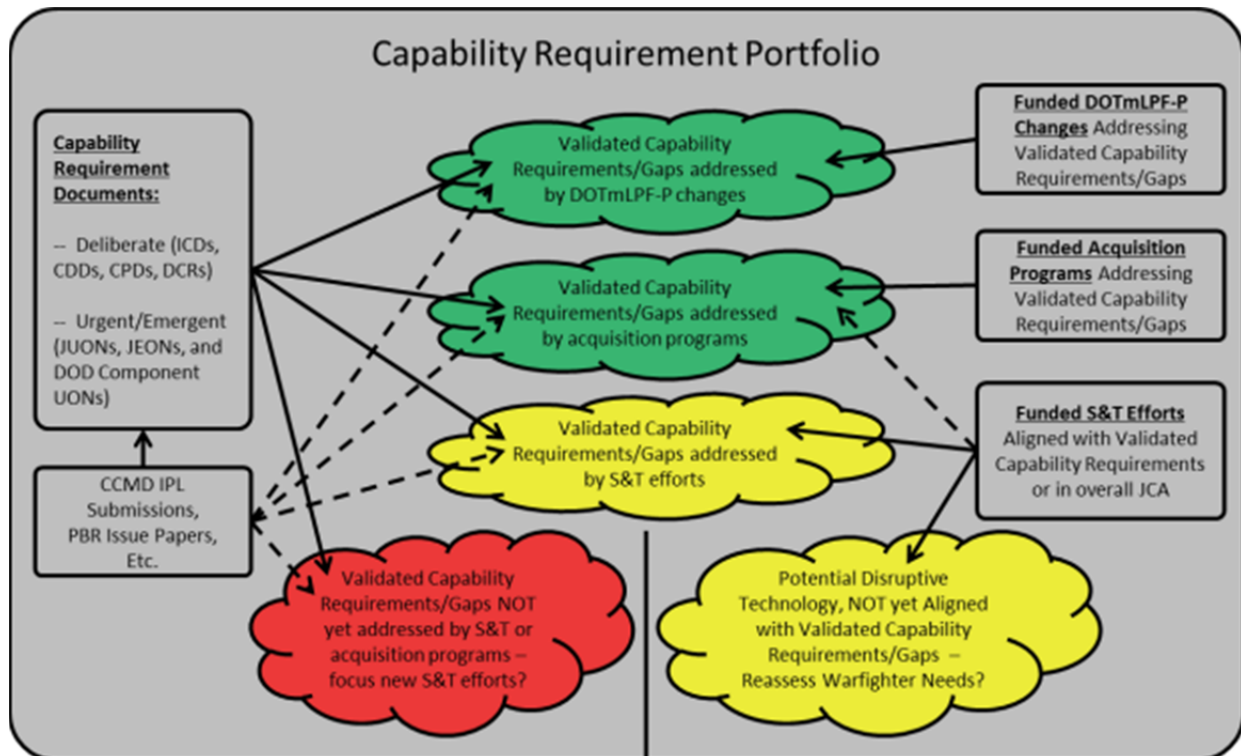 Capability Requirement Portfolio
Capability
Requirement
Documents:
-- Deliberate (ICDs,
CDDs, CPDs, DCRs)
-- Urgent/Emergent
(JUONs, JEONs, and
DOD Component
UONs)
CCMD IPL
Submissions,
PBR Issue Papers,
Etc.
Validated Capability
Requirements/Gaps addressed
by DOTmLPF-P changes
Validated Capability
Requirements/Gaps addressed
by acquisition programs
Validated Capability
Requirements/Gaps addressed
by S&T efforts
Validated Capability
Requirements/Gaps NOT
yet addressed by S&T or
acquisition programs –
focus new S&T efforts?
Funded DOTmLPF-P
Changes Addressing
Validated Capability
Requirements/Gaps
Funded Acquisition
Programs Addressing
Validated Capability
Requirements/Gaps
Funded S&T Efforts
Aligned with Validated
Capability Requirements
or in overall JCA
Potential Disruptive
Technology, NOT yet Aligned
with Validated Capability
Requirements/Gaps –
Reassess Warfighter Needs?